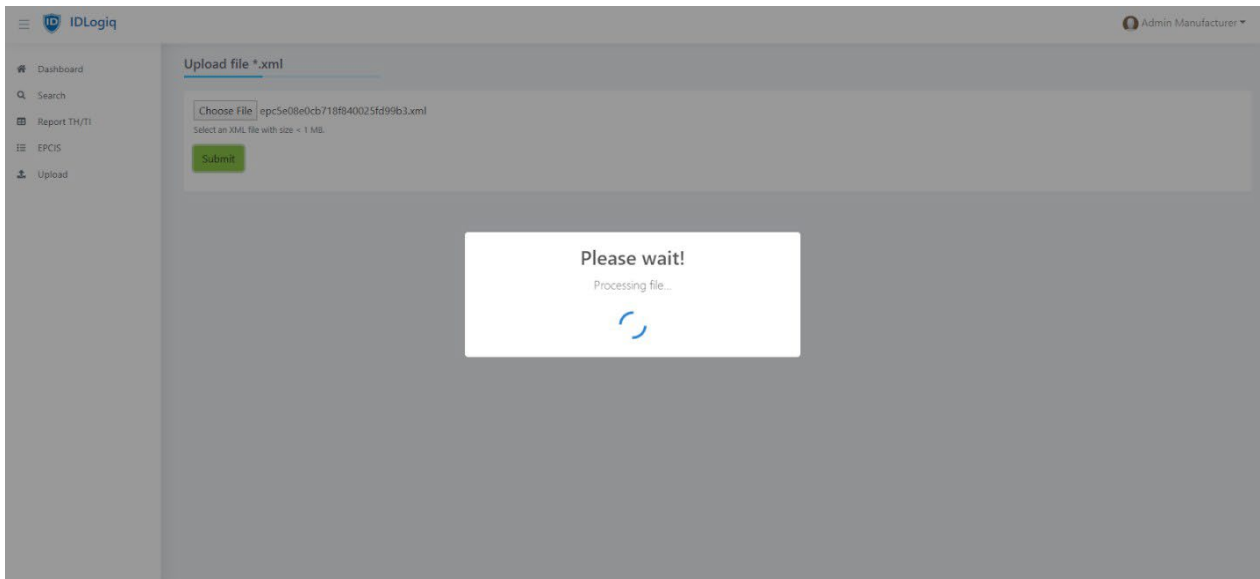 IDLogiq
Admin Manufacturer
Dashboard
Search
Report TH/TI
EPCIS
Upload
Upload file *.xml
Choose File epc5e08e0cb718f840025fd99b3.xml
Select an XML file with size < 1 MB.
Submit
Please wait!
Processing file...